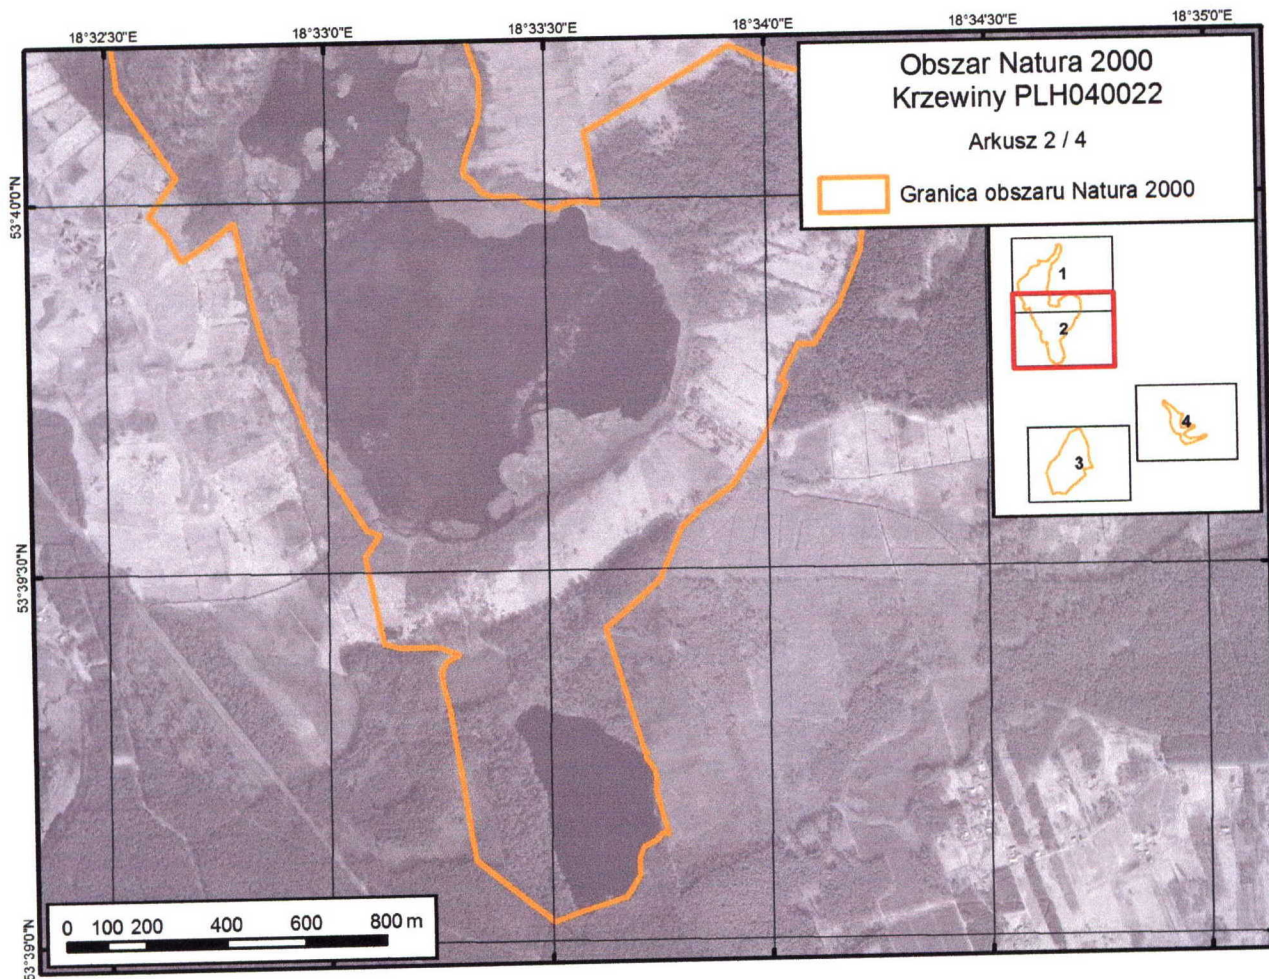 18°32'30"E 18°33'0"E 18°33'30"E 18°34'0"E 18°34'30"E 18°35'0"E
Obszar Natura 2000
Krzewiny PLH040022
Arkusz 2 / 4
Granica obszaru Natura 2000
53°40'0"N
1
2
3
4
53°39'30"N
53°39'0"N
0 100 200 400 600 800 m